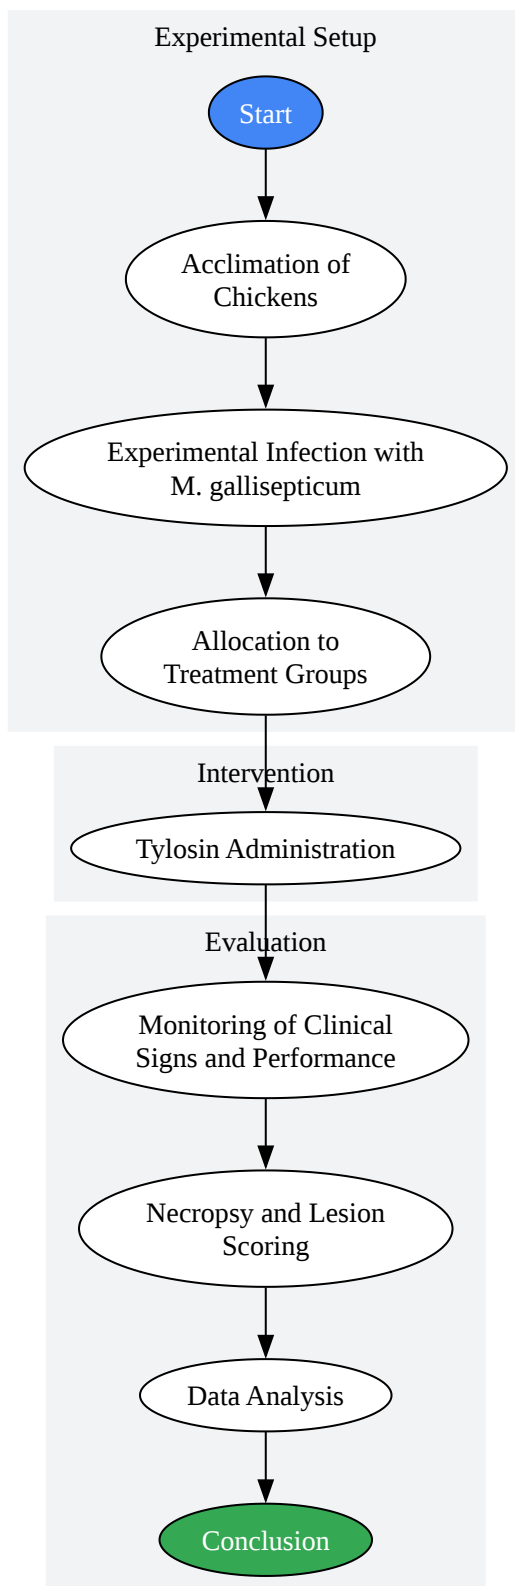 Experimental Setup
Start
Acclimation of
Chickens
Experimental Infection with
M. gallisepticum
Allocation to
Treatment Groups
Intervention
Tylosin Administration
Evaluation
Monitoring of Clinical
Signs and Performance
Necropsy and Lesion
Scoring
Data Analysis
Conclusion